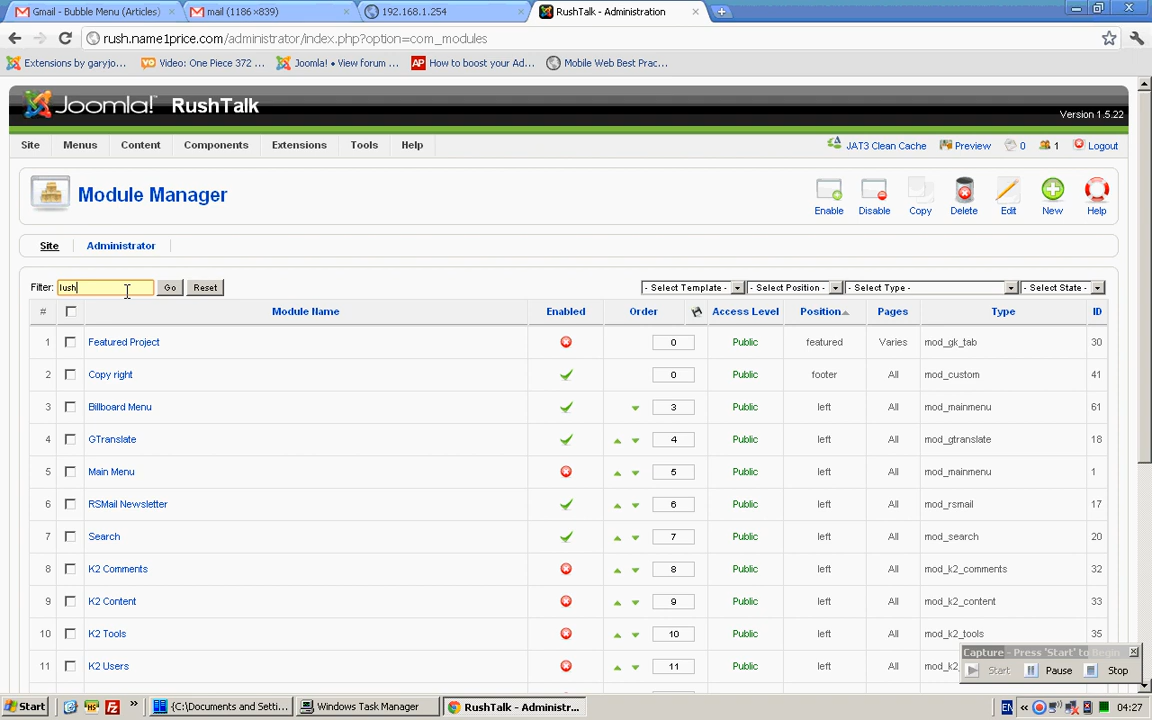 Gmail - Bubble Menu (Articles) mail (1186×839) 192.168.1.254 RushTalk - Administration
rush.name1price.com/administrator/index.php?option=com_modules
Extensions by garyjo... Video: One Piece 372 ... Joomla! • View forum ... How to boost your Ad... Mobile Web Best Prac...
Joomla! RushTalk Version 1.5.22
Site Menus Content Components Extensions Tools Help JAT3 Clean Cache Preview 0 1 Logout
Module Manager Enable Disable Copy Delete Edit New Help
Site Administrator
Filter: lush Go Reset - Select Template - - Select Position - - Select Type - - Select State -
# Module Name Enabled Order Access Level Position Pages Type ID
1 Featured Project 0 Public featured Varies mod_gk_tab 30
2 Copy right 0 Public footer All mod_custom 41
3 Billboard Menu 3 Public left All mod_mainmenu 61
4 GTranslate 4 Public left All mod_gtranslate 18
5 Main Menu 5 Public left All mod_mainmenu 1
6 RSMail Newsletter 6 Public left All mod_rsmail 17
7 Search 7 Public left All mod_search 20
8 K2 Comments 8 Public left All mod_k2_comments 32
9 K2 Content 9 Public left All mod_k2_content 33
10 K2 Tools 10 Public left All mod_k2_tools 35
Capture - Press 'Start' to Begin
11 K2 Users 11 Public left All mod_k2_
Start Pause Stop
Start {C:\Documents and Setti... Windows Task Manager RushTalk - Administr... EN 04:27